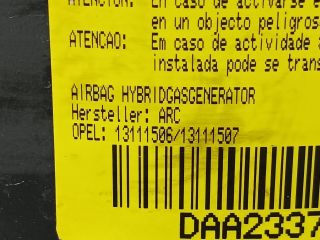 ATENCION: En caso de activarse e
en un objeto peligros
ATENCAO: Em caso de actividade a
instalada pode se trans
AIRBAG HYBRIDGASGENERATOR
Hersteller: ARC
OPEL: 13111506/13111507
DAA2337